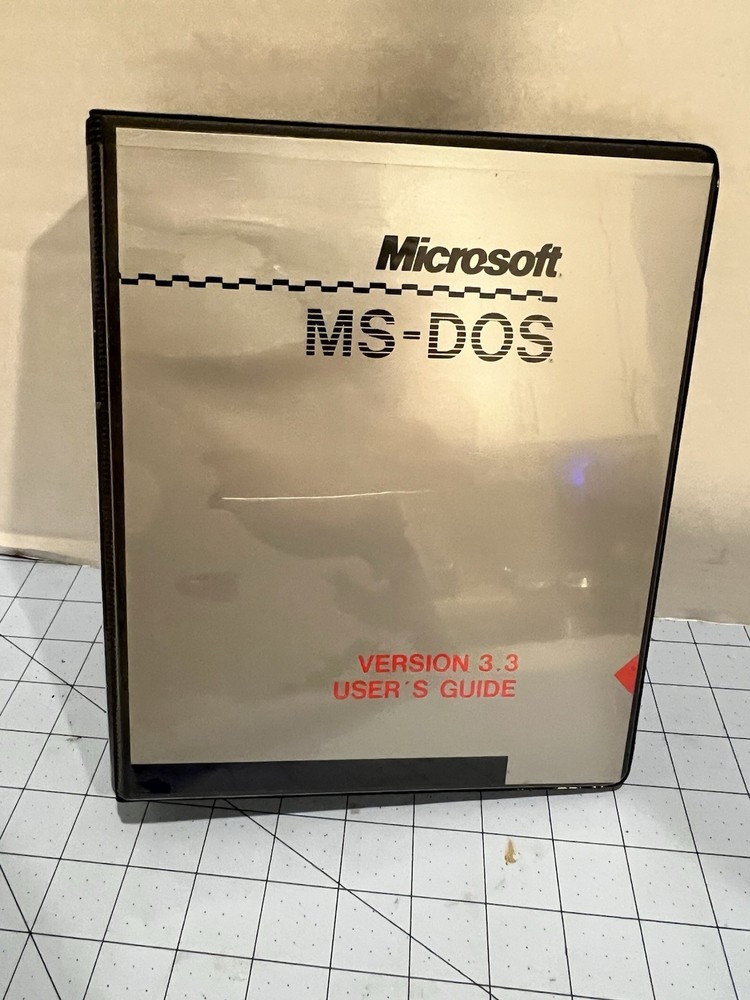 Microsoft
MS-DOS
VERSION 3.3
USER'S GUIDE